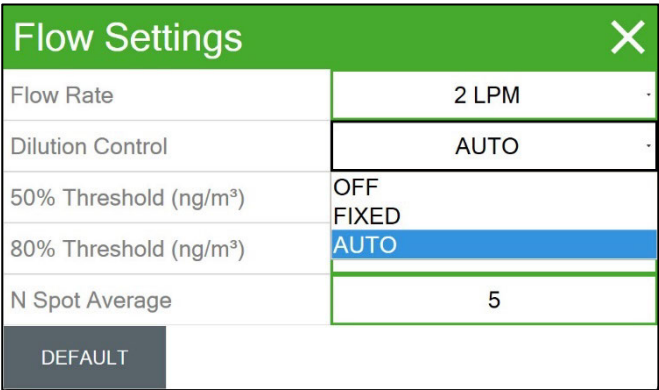 Flow Settings
Flow Rate 2 LPM
Dilution Control AUTO
50% Threshold (ng/m³) OFF
FIXED
80% Threshold (ng/m³) AUTO
N Spot Average 5
DEFAULT